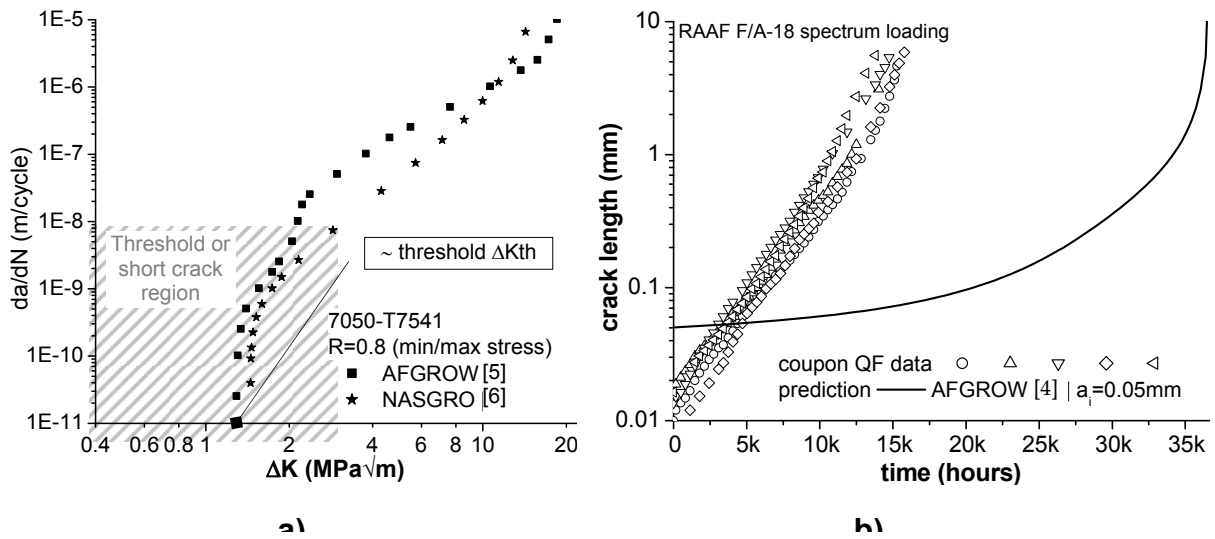 1E-5
1E-6
1E-7
1E-8
1E-9
1E-10
1E-11
da/dN (m/cycle)
Threshold or
short crack
region
~ threshold ΔKth
7050-T7541
R=0.8 (min/max stress)
AFGROW [5]
NASGRO [6]
0.4 0.6 0.8 1 2 4 6 8 10 20
ΔK (MPa√m)
a)
RAAF F/A-18 spectrum loading
10
1
0.1
0.01
crack length (mm)
coupon QF data
prediction AFGROW [4] | ai=0.05mm
0 5k 10k 15k 20k 25k 30k 35k
time (hours)
b)